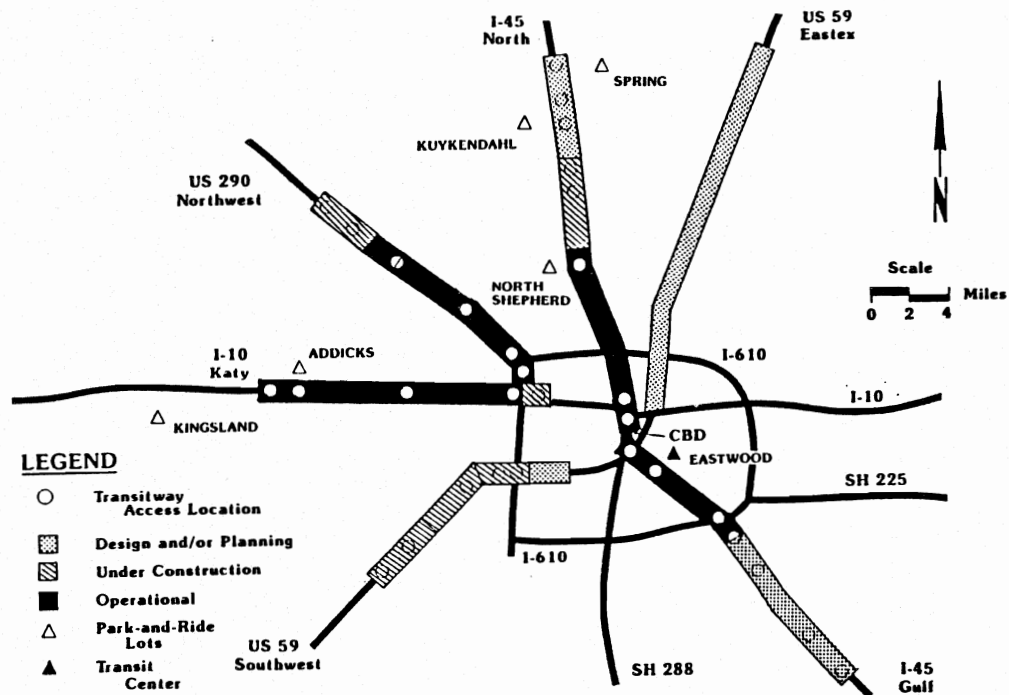 I-45
North
US 59
Eastex
SPRING
KUYKENDAHL
US 290
Northwest
N
NORTH
SHEPHERD
Scale
Miles
0 2 4
I-10
Katy
ADDICKS
I-610
I-10
KINGSLAND
CBD
EASTWOOD
SH 225
I-610
US 59
Southwest
SH 288
I-45
Gulf
LEGEND
Transitway
Access Location
Design and/or Planning
Under Construction
Operational
Park-and-Ride
Lots
Transit
Center